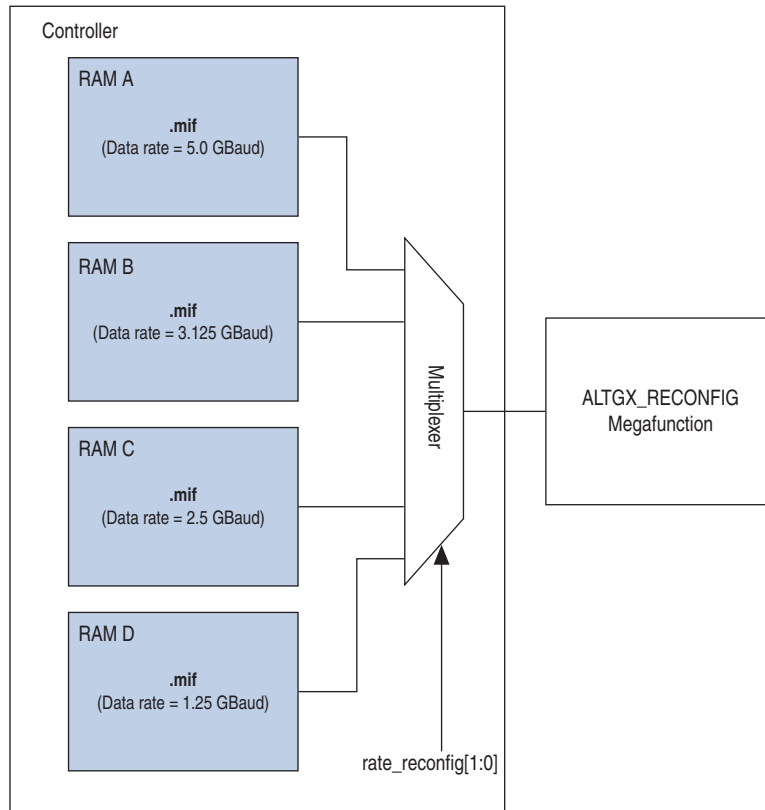 Controller
RAM A
.mif
(Data rate = 5.0 GBaud)
RAM B
.mif
(Data rate = 3.125 GBaud)
RAM C
.mif
(Data rate = 2.5 GBaud)
RAM D
.mif
(Data rate = 1.25 GBaud)
Multiplexer
rate_reconfig[1:0]
ALTGX_RECONFIG
Megafunction